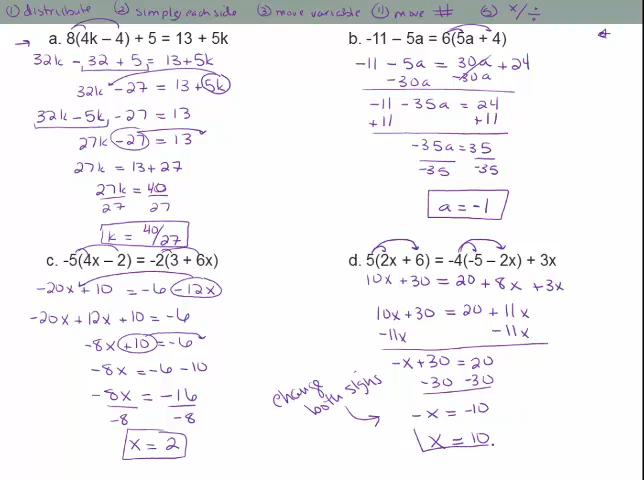 ① distribute ② simplify each side ③ move variable ④ move # ⑤ x/÷
a. 8(4k – 4) + 5 = 13 + 5k
32k - 32 + 5 = 13+5k
32k - 27 = 13+5k
32k - 5k - 27 = 13
27k - 27 = 13
27k = 13+27
27k = 40
27 27
k = 40/27
b. -11 – 5a = 6(5a + 4)
-11 - 5a = 30a + 24
-30a -30a
-11 - 35a = 24
+11 +11
-35a = 35
-35 -35
a = -1
c. -5(4x – 2) = -2(3 + 6x)
-20x + 10 = -6 - 12x
-20x + 12x + 10 = -6
-8x + 10 = -6
-8x = -6 - 10
-8x = -16
-8 -8
x = 2
d. 5(2x + 6) = -4(-5 – 2x) + 3x
10x + 30 = 20 + 8x + 3x
10x + 30 = 20 + 11x
-11x -11x
-x + 30 = 20
-30 -30
change both signs
-x = -10
x = 10.